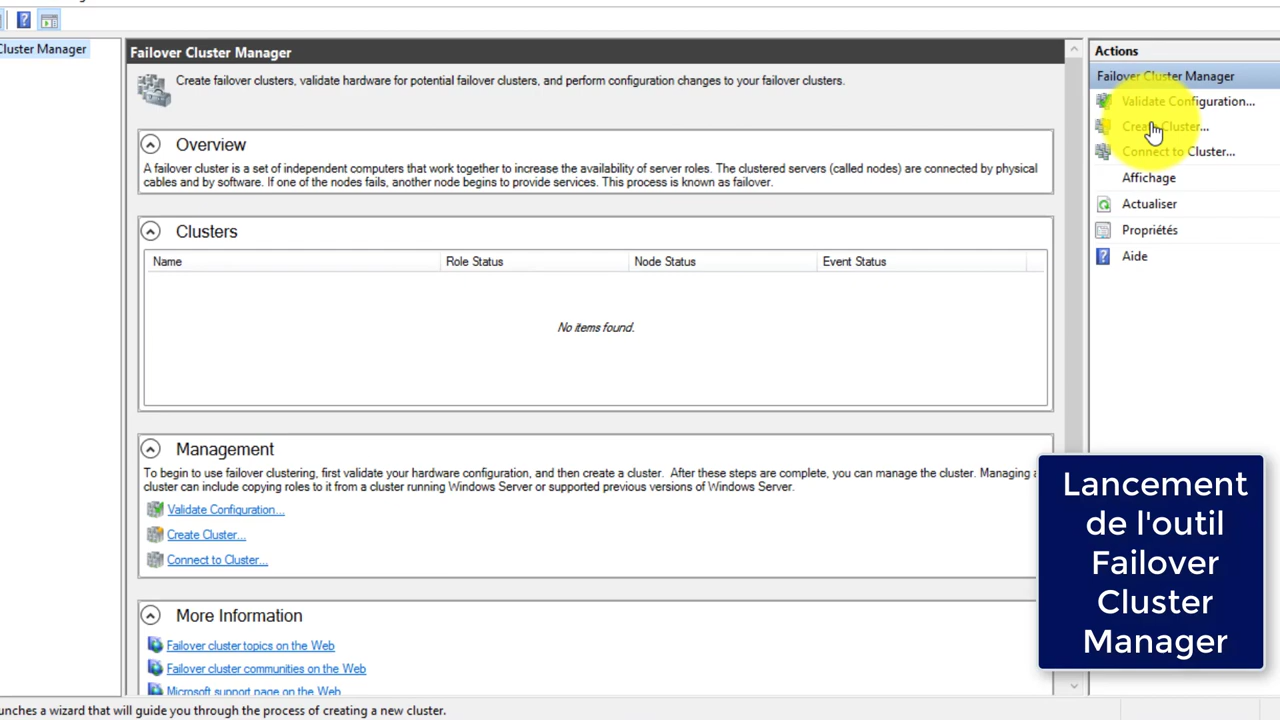 Cluster Manager
Failover Cluster Manager
Create failover clusters, validate hardware for potential failover clusters, and perform configuration changes to your failover clusters.
Overview
A failover cluster is a set of independent computers that work together to increase the availability of server roles. The clustered servers (called nodes) are connected by physical
cables and by software. If one of the nodes fails, another node begins to provide services. This process is known as failover.
Clusters
Name Role Status Node Status Event Status
No items found.
Management
To begin to use failover clustering, first validate your hardware configuration, and then create a cluster. After these steps are complete, you can manage the cluster. Managing a
cluster can include copying roles to it from a cluster running Windows Server or supported previous versions of Windows Server.
Validate Configuration...
Create Cluster...
Connect to Cluster...
More Information
Failover cluster topics on the Web
Failover cluster communities on the Web
Microsoft support page on the Web
Actions
Failover Cluster Manager
Validate Configuration...
Create Cluster...
Connect to Cluster...
Affichage
Actualiser
Propriétés
Aide
Lancement
de l'outil
Failover
Cluster
Manager
unches a wizard that will guide you through the process of creating a new cluster.